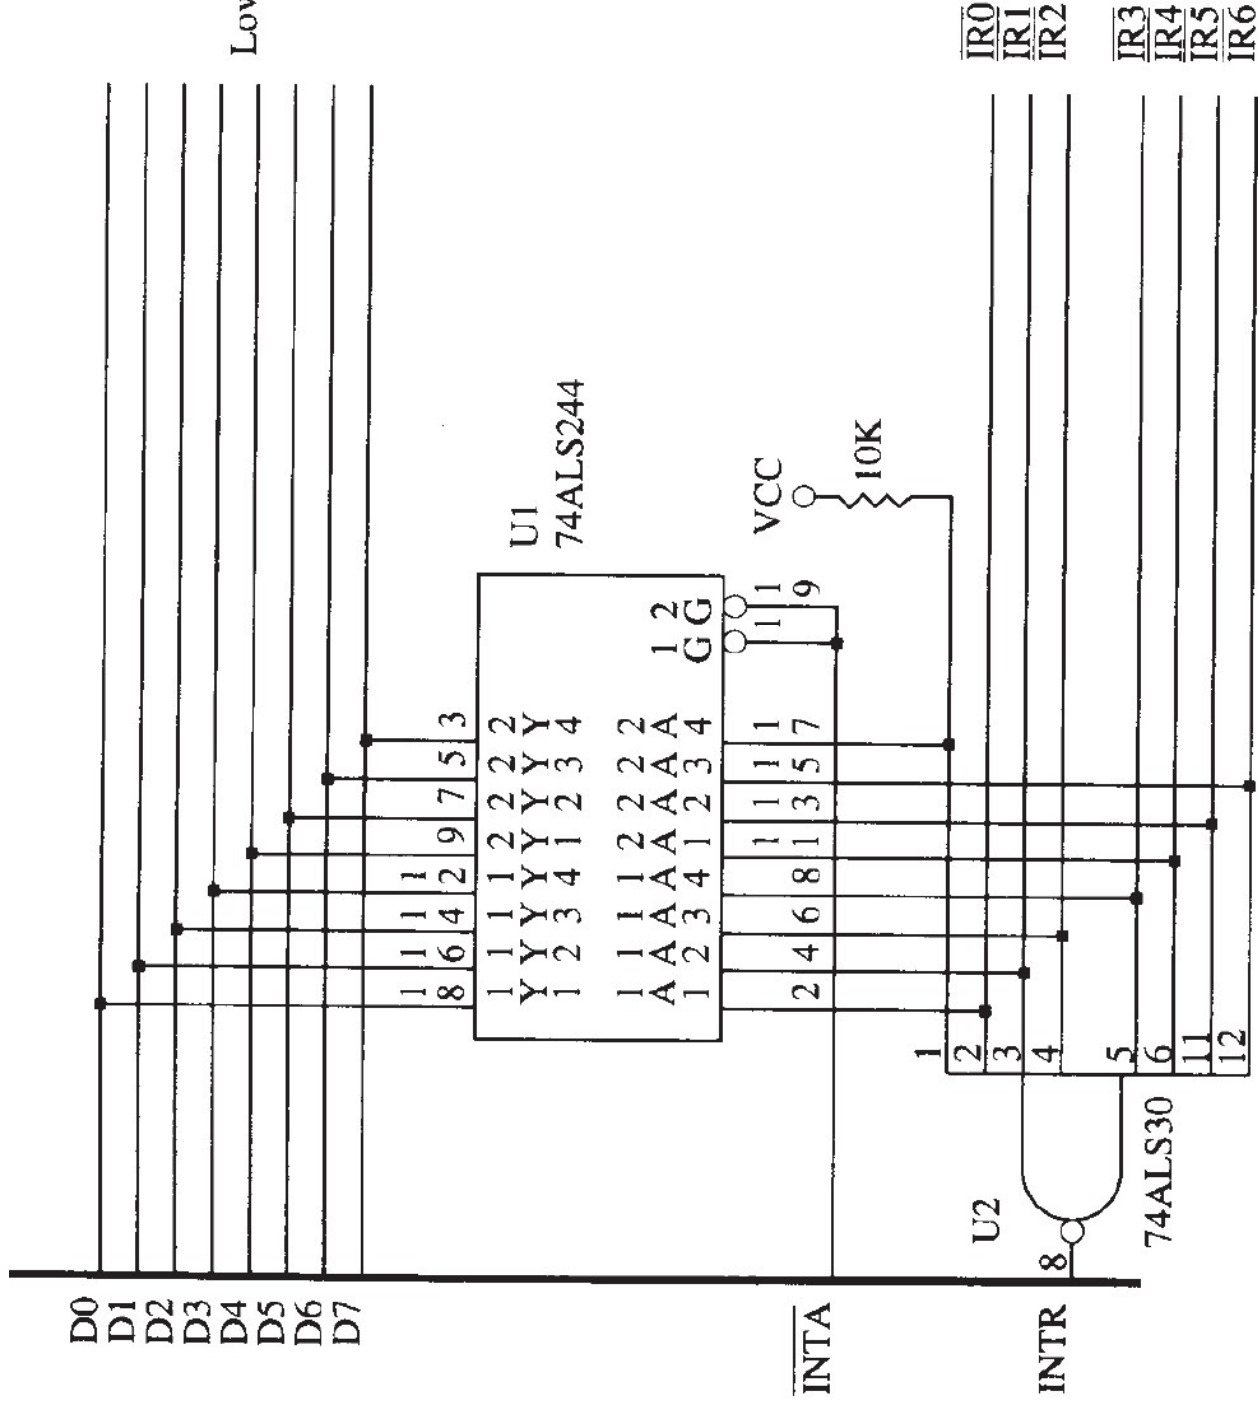 D0
D1
D2
D3
D4
D5
D6
D7
INTA
INTR
Low
U1
74ALS244
18 16 14 12 9 7 5 3
1Y1 1Y2 1Y3 1Y4 2Y1 2Y2 2Y3 2Y4
1A1 1A2 1A3 1A4 2A1 2A2 2A3 2A4 1G 2G
2 4 6 8 11 13 15 17 1 19
VCC
10K
1
2
3
4
5
6
11
12
8
U2
74ALS30
IR0
IR1
IR2
IR3
IR4
IR5
IR6